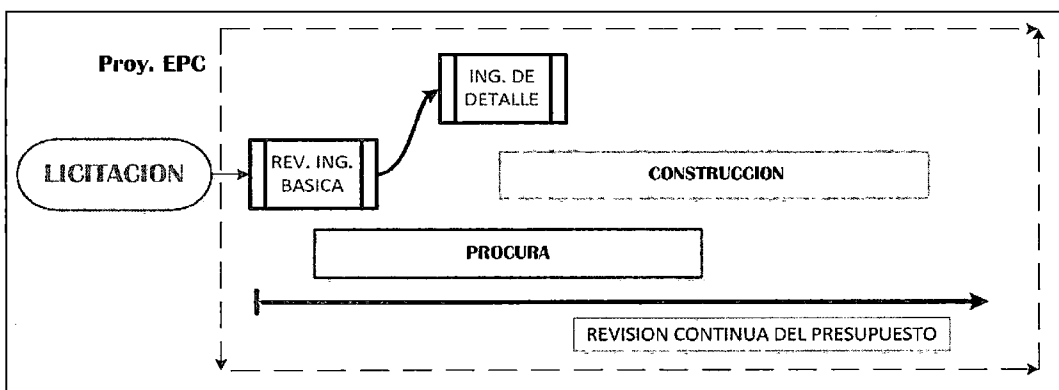 Proy. EPC
ING. DE
DETALLE
LICITACION
REV. ING.
BASICA
CONSTRUCCION
PROCURA
REVISION CONTINUA DEL PRESUPUESTO